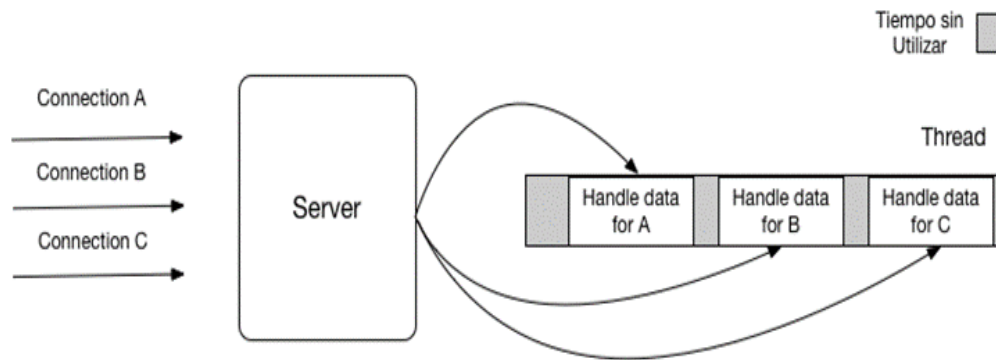 Tiempo sin
Utilizar
Connection A
Connection B
Connection C
Server
Thread
Handle data
for A
Handle data
for B
Handle data
for C